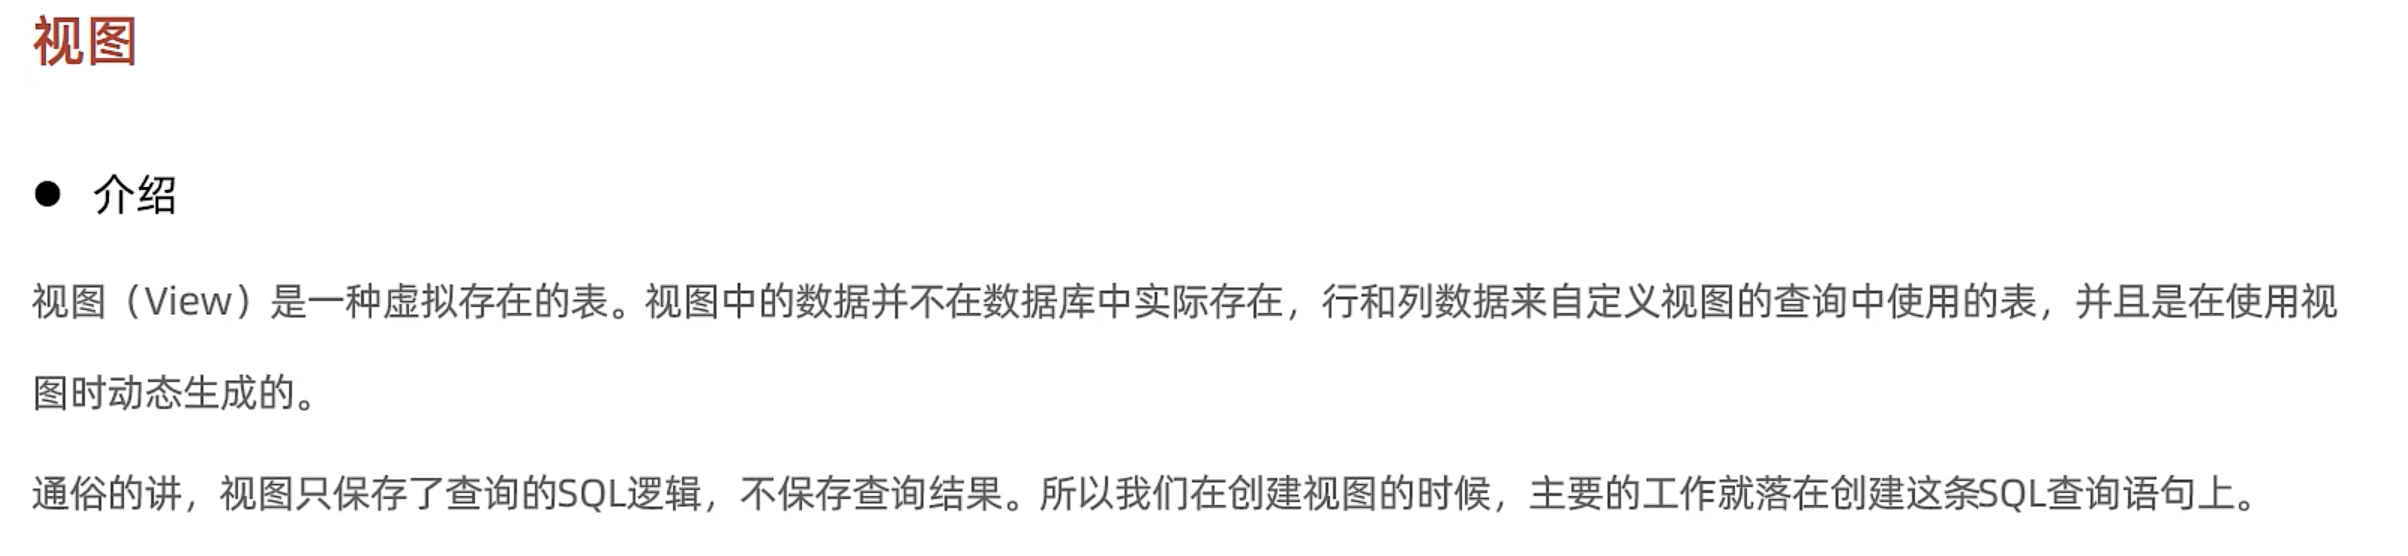 视图
● 介绍
视图（View）是一种虚拟存在的表。视图中的数据并不在数据库中实际存在，行和列数据来自定义视图的查询中使用的表，并且是在使用视
图时动态生成的。
通俗的讲，视图只保存了查询的SQL逻辑，不保存查询结果。所以我们在创建视图的时候，主要的工作就落在创建这条SQL查询语句上。